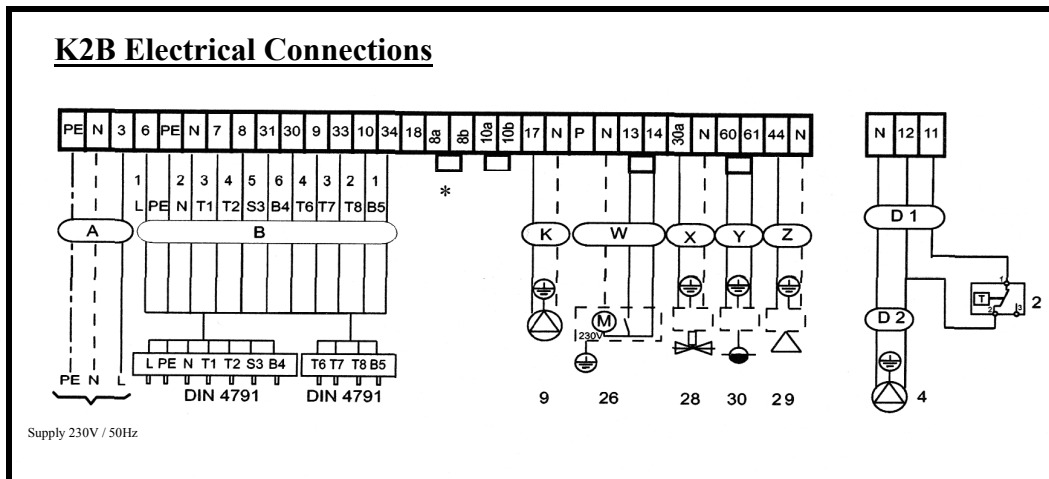 K2B Electrical Connections
PE N 3 6 PE N 7 8 31 30 9 33 10 34 18 8a 8b 10a 10b 17 N P N 13 14 30a N 60 61 44 N
N 12 11
*
1 2 3 4 5 6 4 3 2 1
L PE N T1 T2 S3 B4 T6 T7 T8 B5
A B K W X Y Z
D 1
T 1 2 3
2
M
230V
D 2
L PE N T1 T2 S3 B4
T6 T7 T8 B5
PE N L
DIN 4791 DIN 4791
9 26 28 30 29 4
Supply 230V / 50Hz